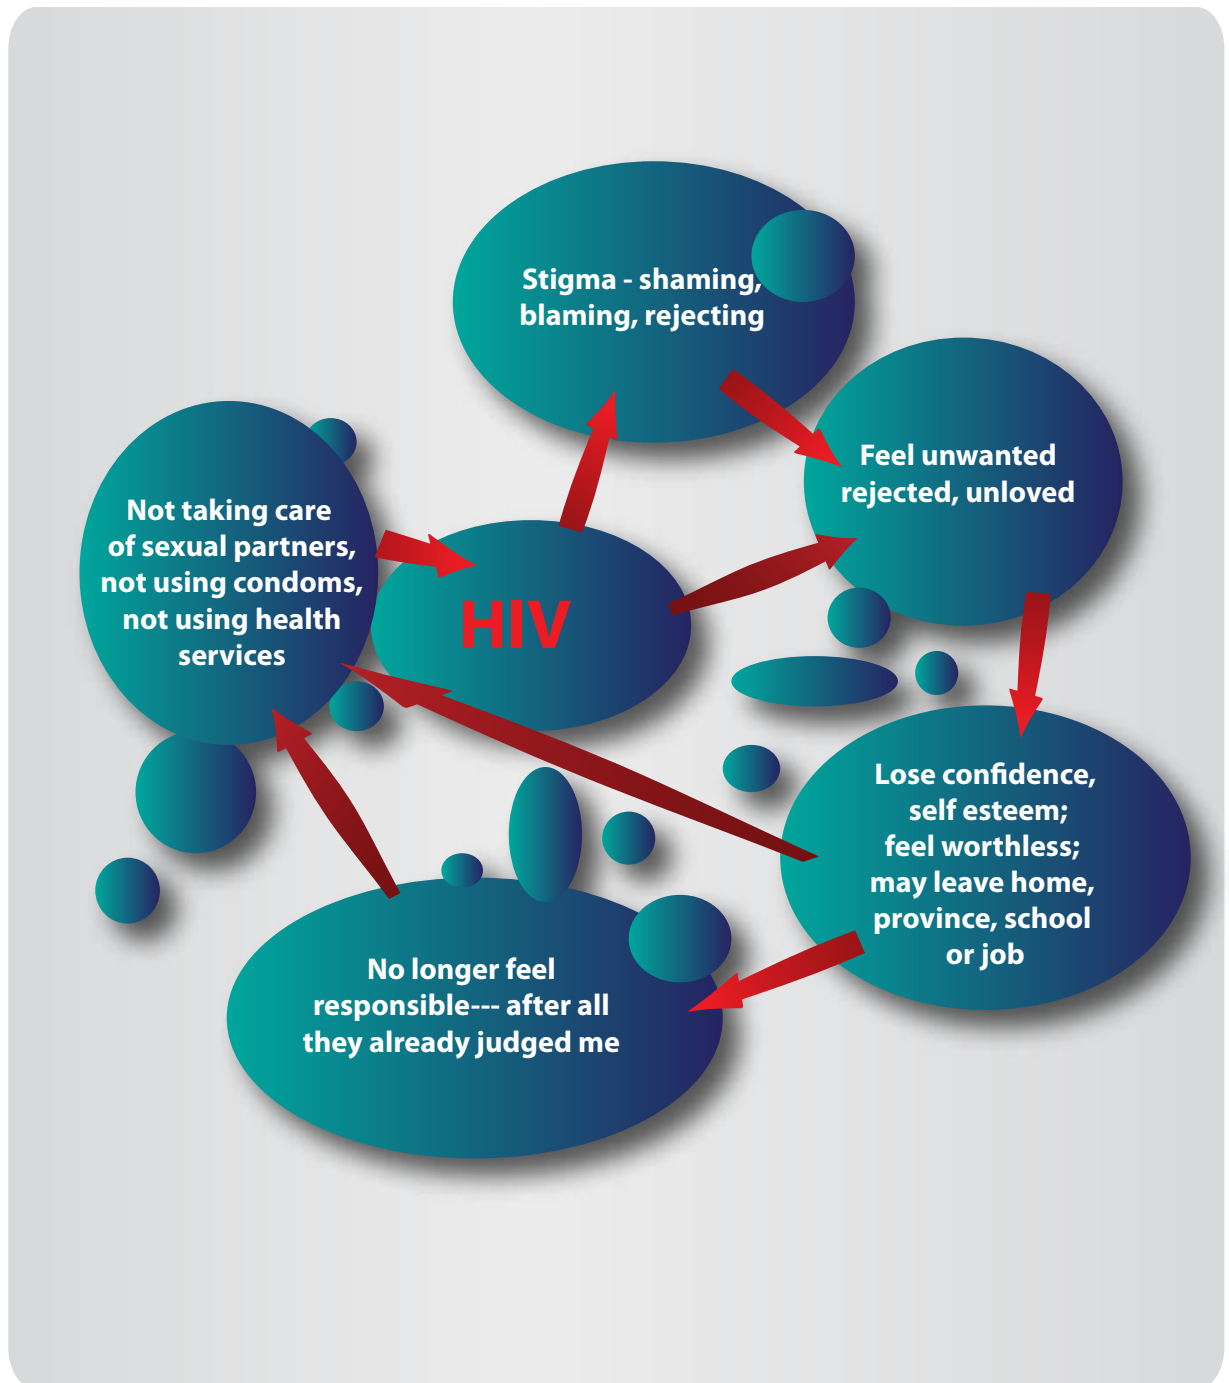 Stigma - shaming,
blaming, rejecting
Feel unwanted
rejected, unloved
Not taking care
of sexual partners,
not using condoms,
not using health
services
HIV
Lose confidence,
self esteem;
feel worthless;
may leave home,
province, school
or job
No longer feel
responsible--- after all
they already judged me